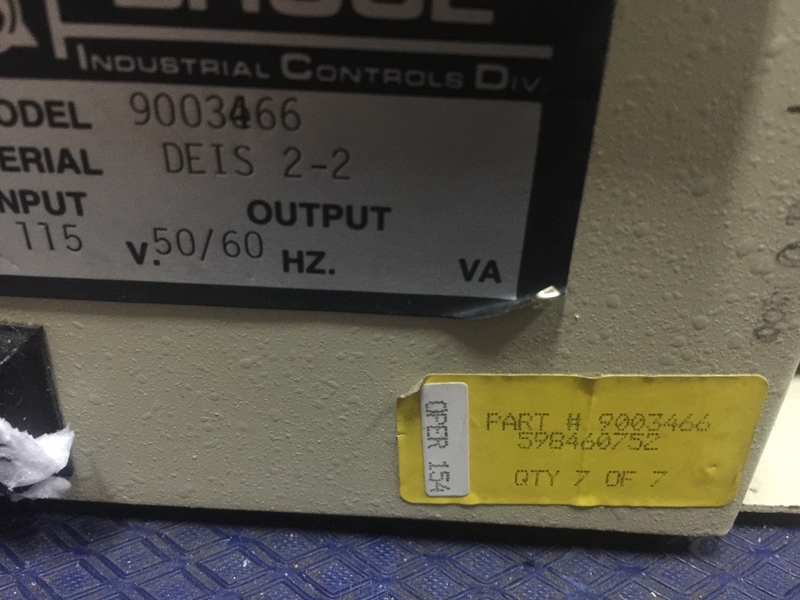 INDUSTRIAL CONTROLS DIV.
ODEL 9003466
ERIAL DEIS 2-2
NPUT OUTPUT
115 V. 50/60 HZ. VA
OPER 154
PART # 9003466
598460752
QTY 7 OF 7